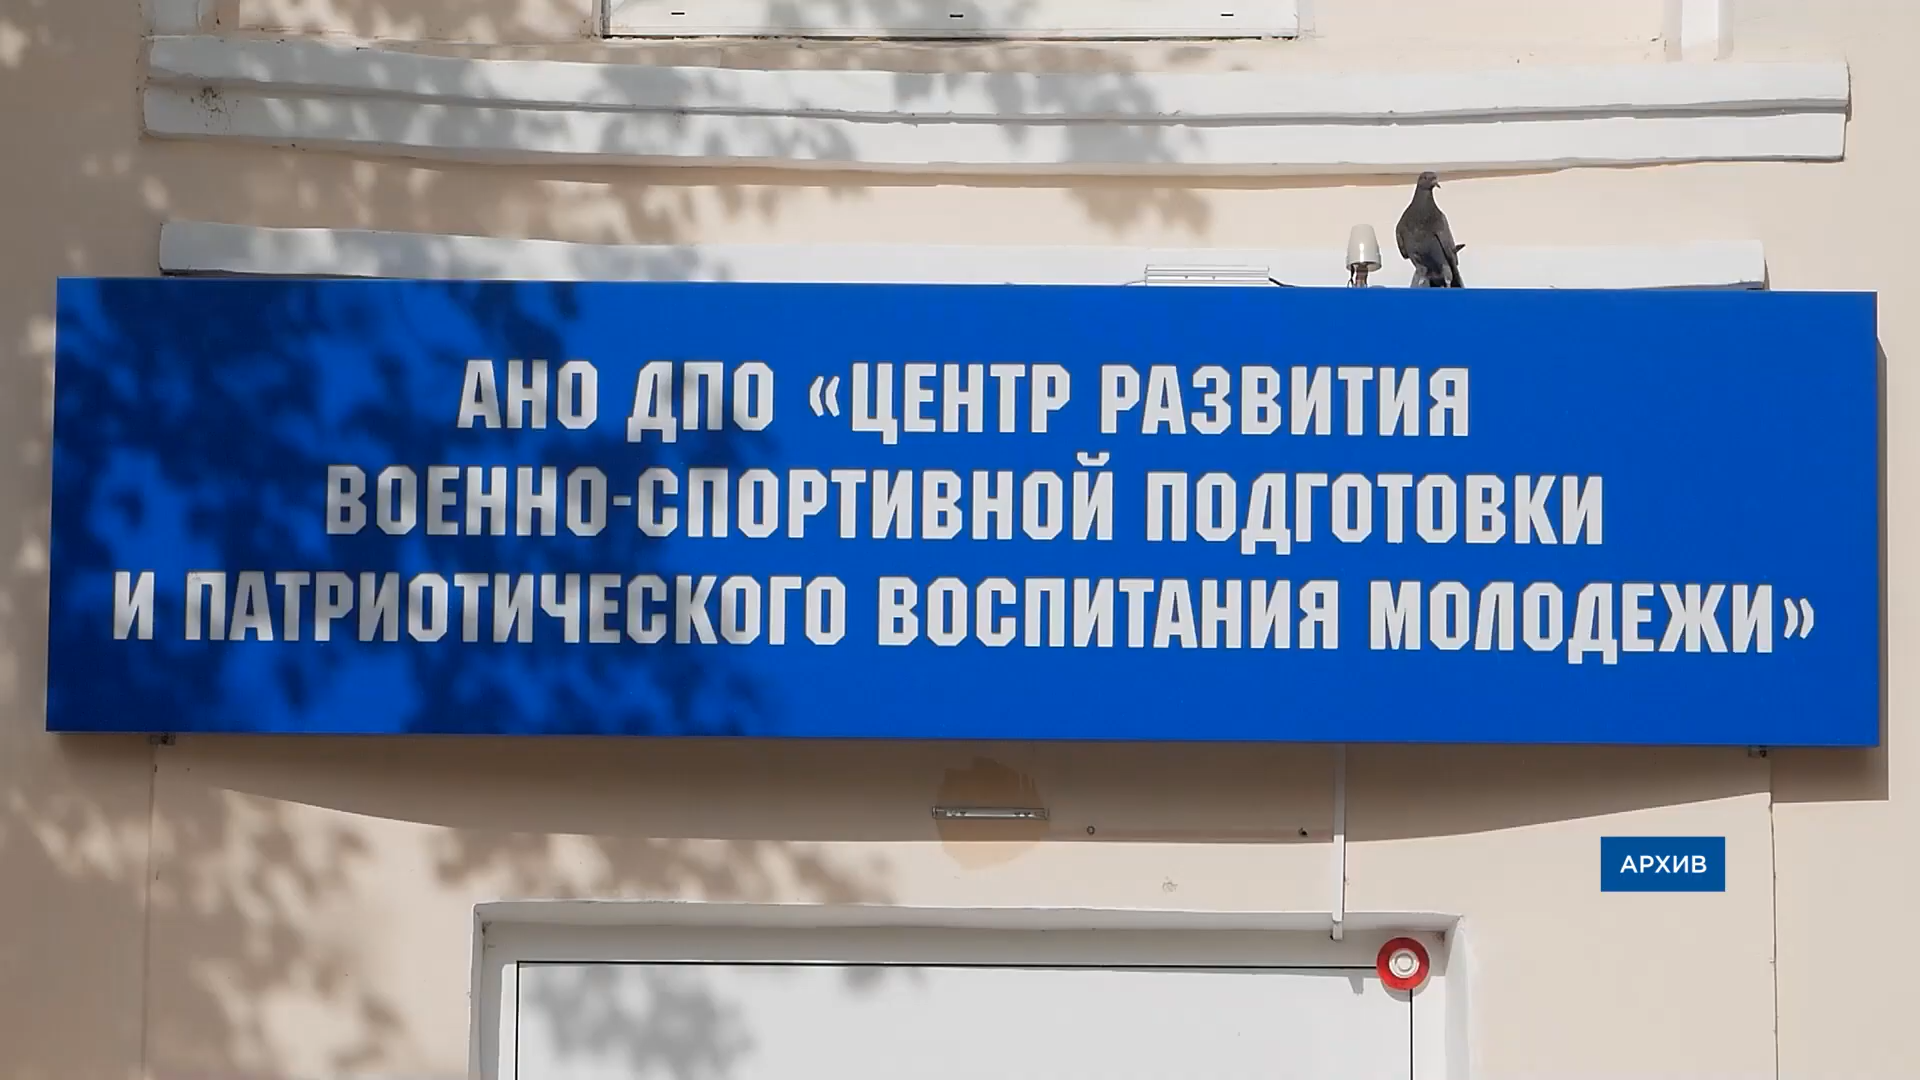 АНО ДПО «ЦЕНТР РАЗВИТИЯ
ВОЕННО-СПОРТИВНОЙ ПОДГОТОВКИ
И ПАТРИОТИЧЕСКОГО ВОСПИТАНИЯ МОЛОДЕЖИ»
АРХИВ